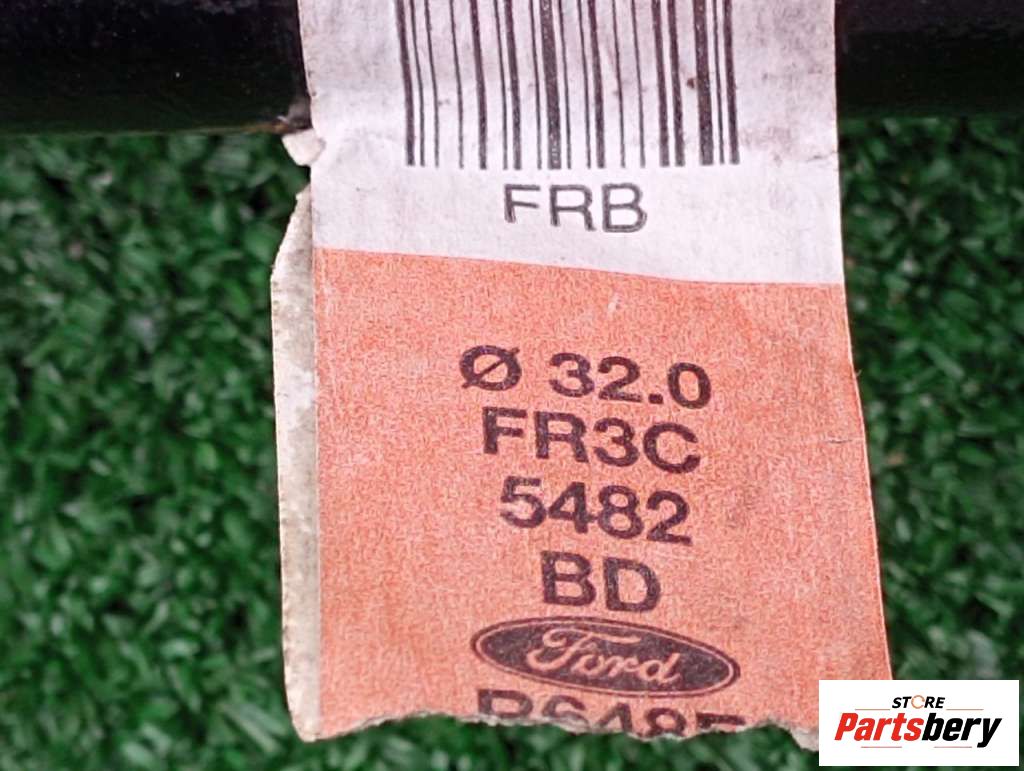 FRB
Ø 32.0
FR3C
5482
BD
Ford
STORE
Partsbery